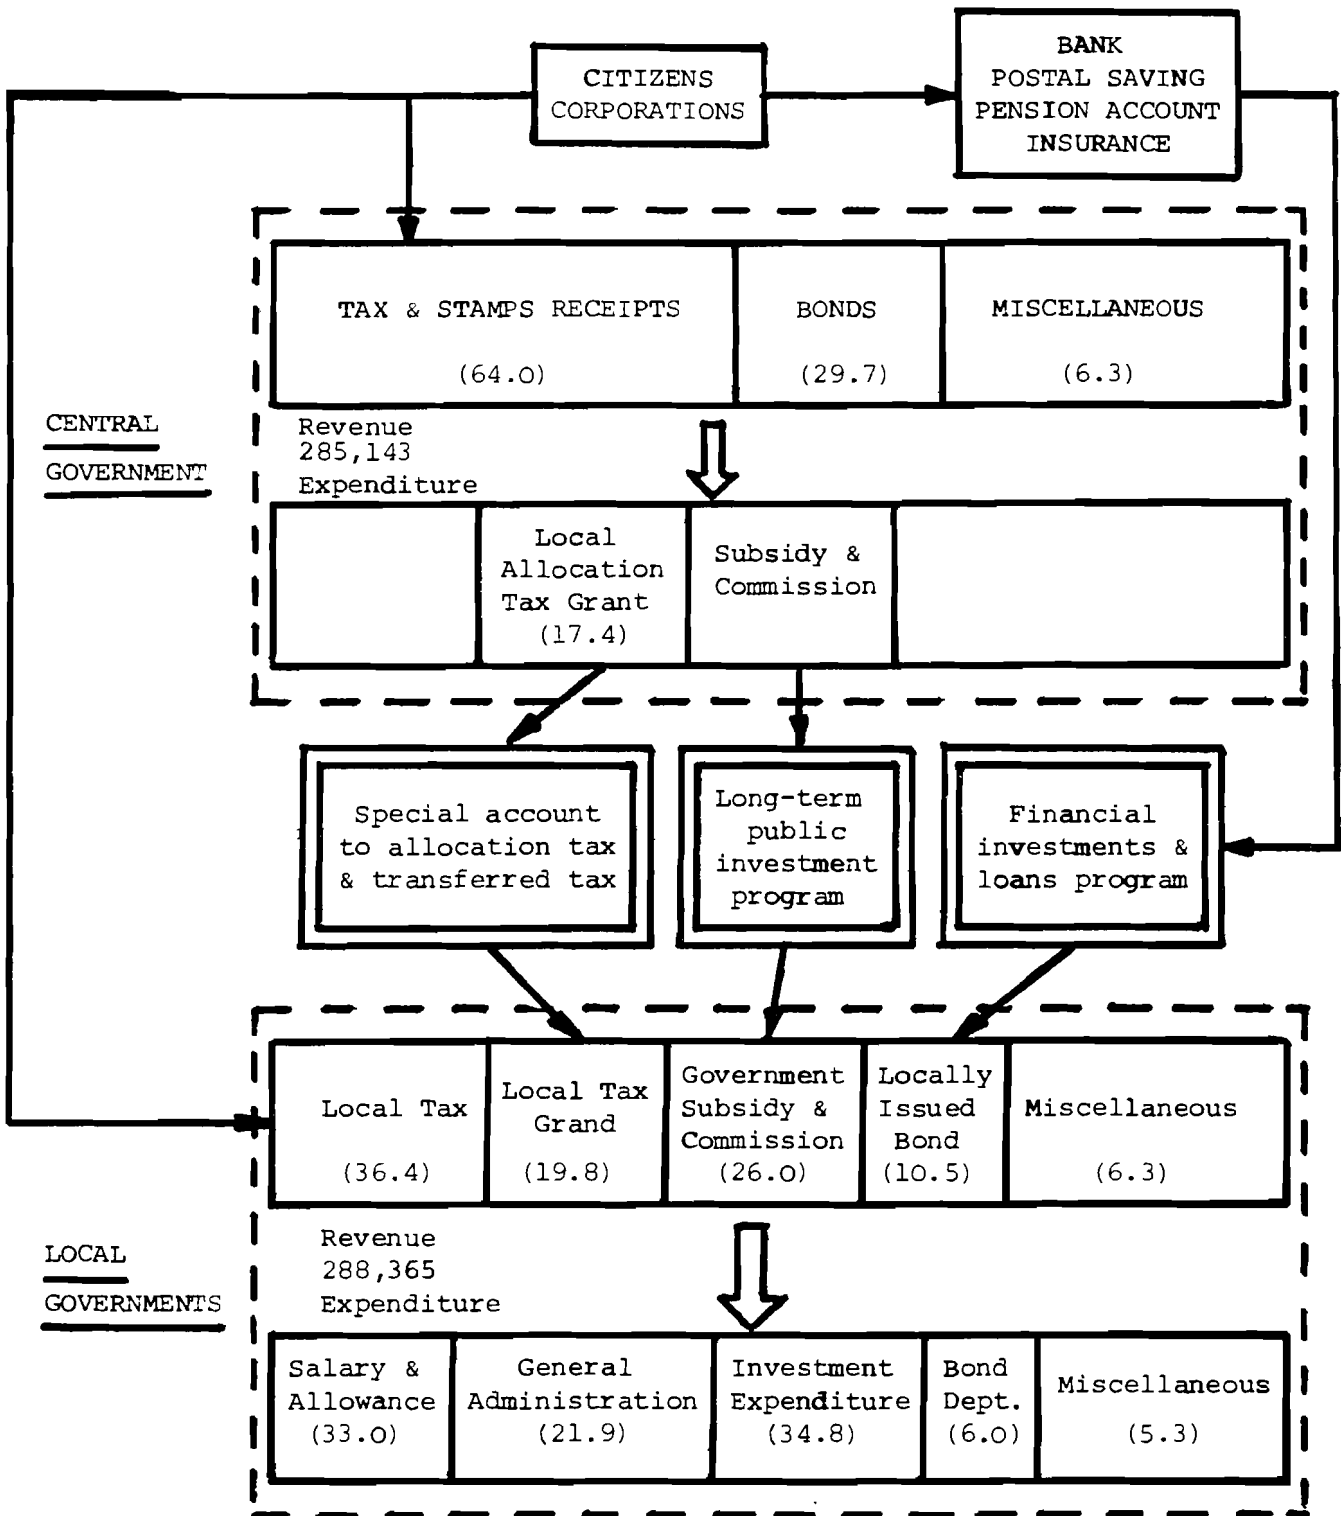 CITIZENS
CORPORATIONS
BANK
POSTAL SAVING
PENSION ACCOUNT
INSURANCE
TAX & STAMPS RECEIPTS
(64.0)
BONDS
(29.7)
MISCELLANEOUS
(6.3)
CENTRAL
GOVERNMENT
Revenue
285,143
Expenditure
Local
Allocation
Tax Grant
(17.4)
Subsidy &
Commission
Special account
to allocation tax
& transferred tax
Long-term
public
investment
program
Financial
investments &
loans program
Local Tax
(36.4)
Local Tax
Grand
(19.8)
Government
Subsidy &
Commission
(26.0)
Locally
Issued
Bond
(10.5)
Miscellaneous
(6.3)
LOCAL
GOVERNMENTS
Revenue
288,365
Expenditure
Salary &
Allowance
(33.0)
General
Administration
(21.9)
Investment
Expenditure
(34.8)
Bond
Dept.
(6.0)
Miscellaneous
(5.3)